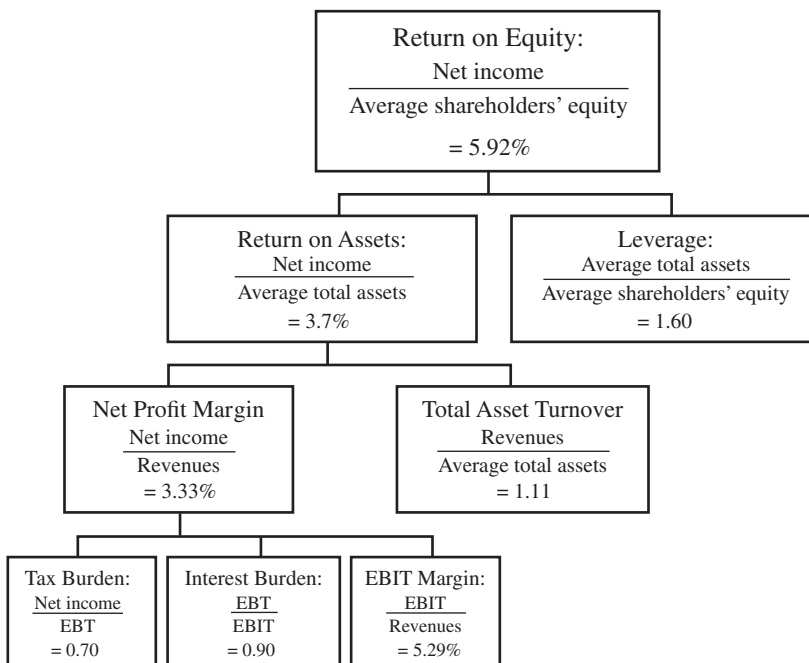 Return on Equity:
Net income
Average shareholders’ equity
= 5.92%
Return on Assets:
Net income
Average total assets
= 3.7%
Leverage:
Average total assets
Average shareholders’ equity
= 1.60
Net Profit Margin
Net income
Revenues
= 3.33%
Total Asset Turnover
Revenues
Average total assets
= 1.11
Tax Burden:
Net income
EBT
= 0.70
Interest Burden:
EBT
EBIT
= 0.90
EBIT Margin:
EBIT
Revenues
= 5.29%